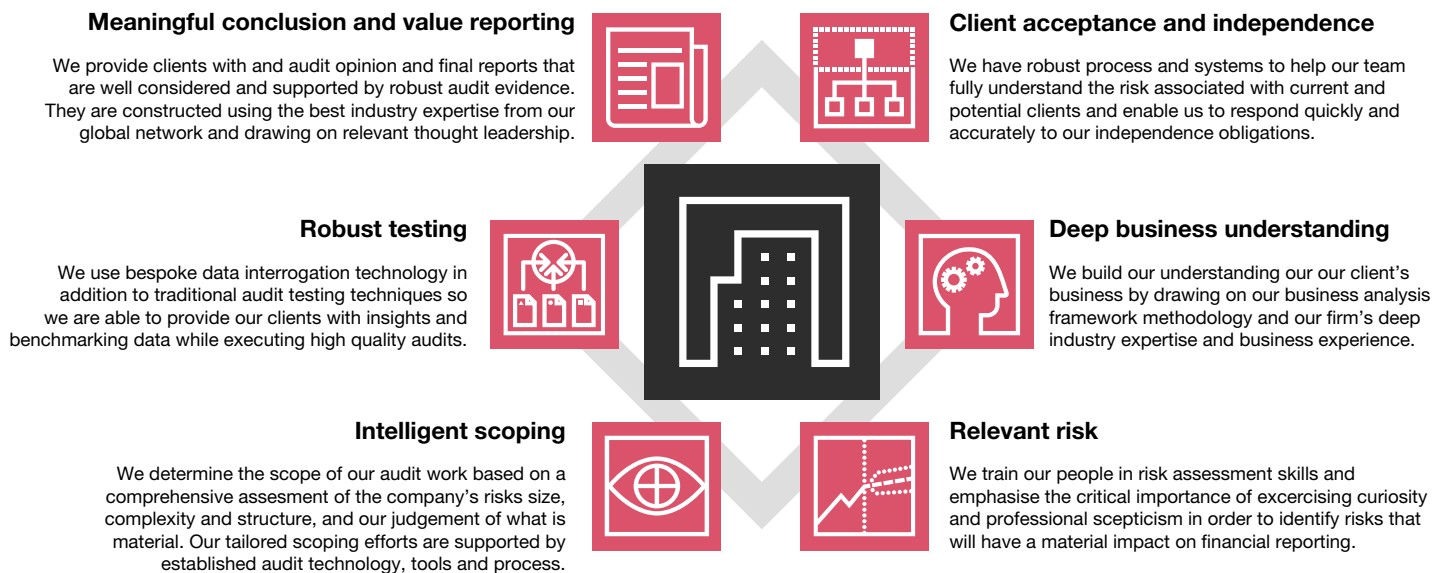 Meaningful conclusion and value reporting
We provide clients with and audit opinion and final reports that
are well considered and supported by robust audit evidence.
They are constructed using the best industry expertise from our
global network and drawing on relevant thought leadership.
Client acceptance and independence
We have robust process and systems to help our team
fully understand the risk associated with current and
potential clients and enable us to respond quickly and
accurately to our independence obligations.
Robust testing
We use bespoke data interrogation technology in
addition to traditional audit testing techniques so
we are able to provide our clients with insights and
benchmarking data while executing high quality audits.
Deep business understanding
We build our understanding our our client's
business by drawing on our business analysis
framework methodology and our firm's deep
industry expertise and business experience.
Intelligent scoping
We determine the scope of our audit work based on a
comprehensive assesment of the company's risks size,
complexity and structure, and our judgement of what is
material. Our tailored scoping efforts are supported by
established audit technology, tools and process.
Relevant risk
We train our people in risk assessment skills and
emphasise the critical importance of excercising curiosity
and professional scepticism in order to identify risks that
will have a material impact on financial reporting.